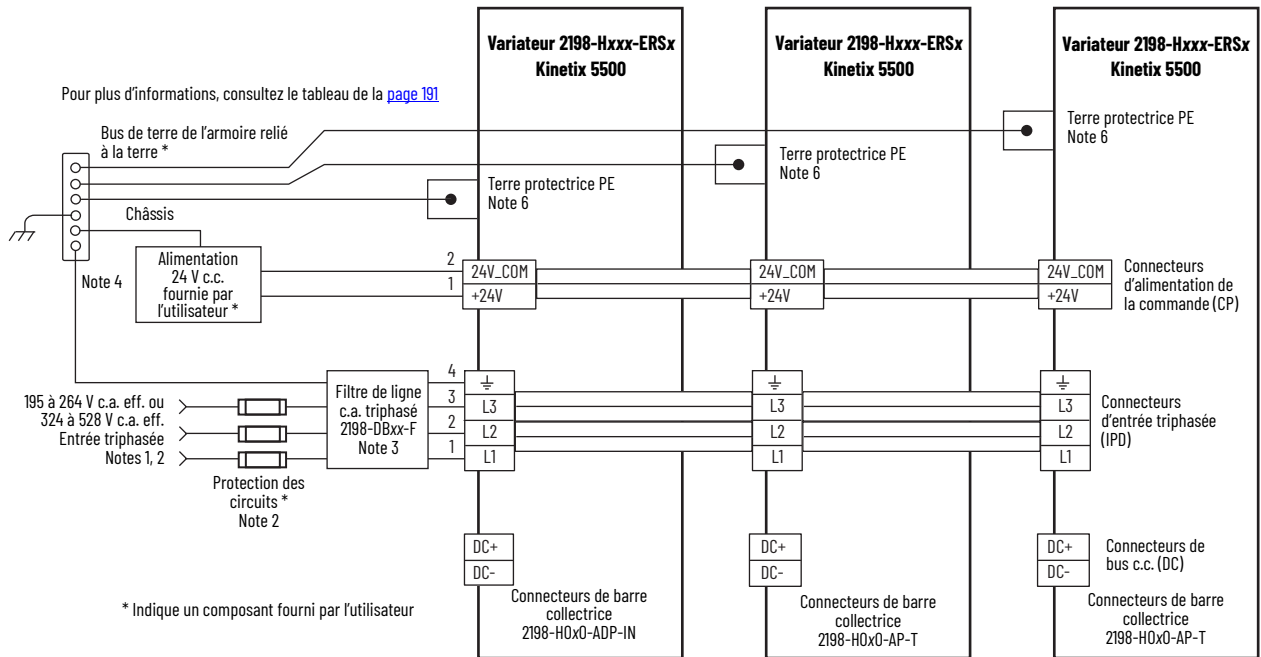 Variateur 2198-Hxxx-ERSx
Kinetix 5500
Variateur 2198-Hxxx-ERSx
Kinetix 5500
Variateur 2198-Hxxx-ERSx
Kinetix 5500
Pour plus d'informations, consultez le tableau de la page 191
Bus de terre de l'armoire relié
à la terre *
Terre protectrice PE
Note 6
Terre protectrice PE
Note 6
Terre protectrice PE
Note 6
Châssis
Note 4
Alimentation
24 V c.c.
fournie par
l'utilisateur *
2
1
24V_COM
+24V
24V_COM
+24V
24V_COM
+24V
Connecteurs
d'alimentation de
la commande (CP)
195 à 264 V c.a. eff. ou
324 à 528 V c.a. eff.
Entrée triphasée
Notes 1, 2
Protection des
circuits *
Note 2
Filtre de ligne
c.a. triphasé
2198-DBxx-F
Note 3
4
3
2
1
L3
L2
L1
L3
L2
L1
L3
L2
L1
Connecteurs
d'entrée triphasée
(IPD)
DC+
DC-
DC+
DC-
DC+
DC-
Connecteurs de
bus c.c. (DC)
* Indique un composant fourni par l'utilisateur
Connecteurs de barre
collectrice
2198-H0x0-ADP-IN
Connecteurs de barre
collectrice
2198-H0x0-AP-T
Connecteurs de barre
collectrice
2198-H0x0-AP-T